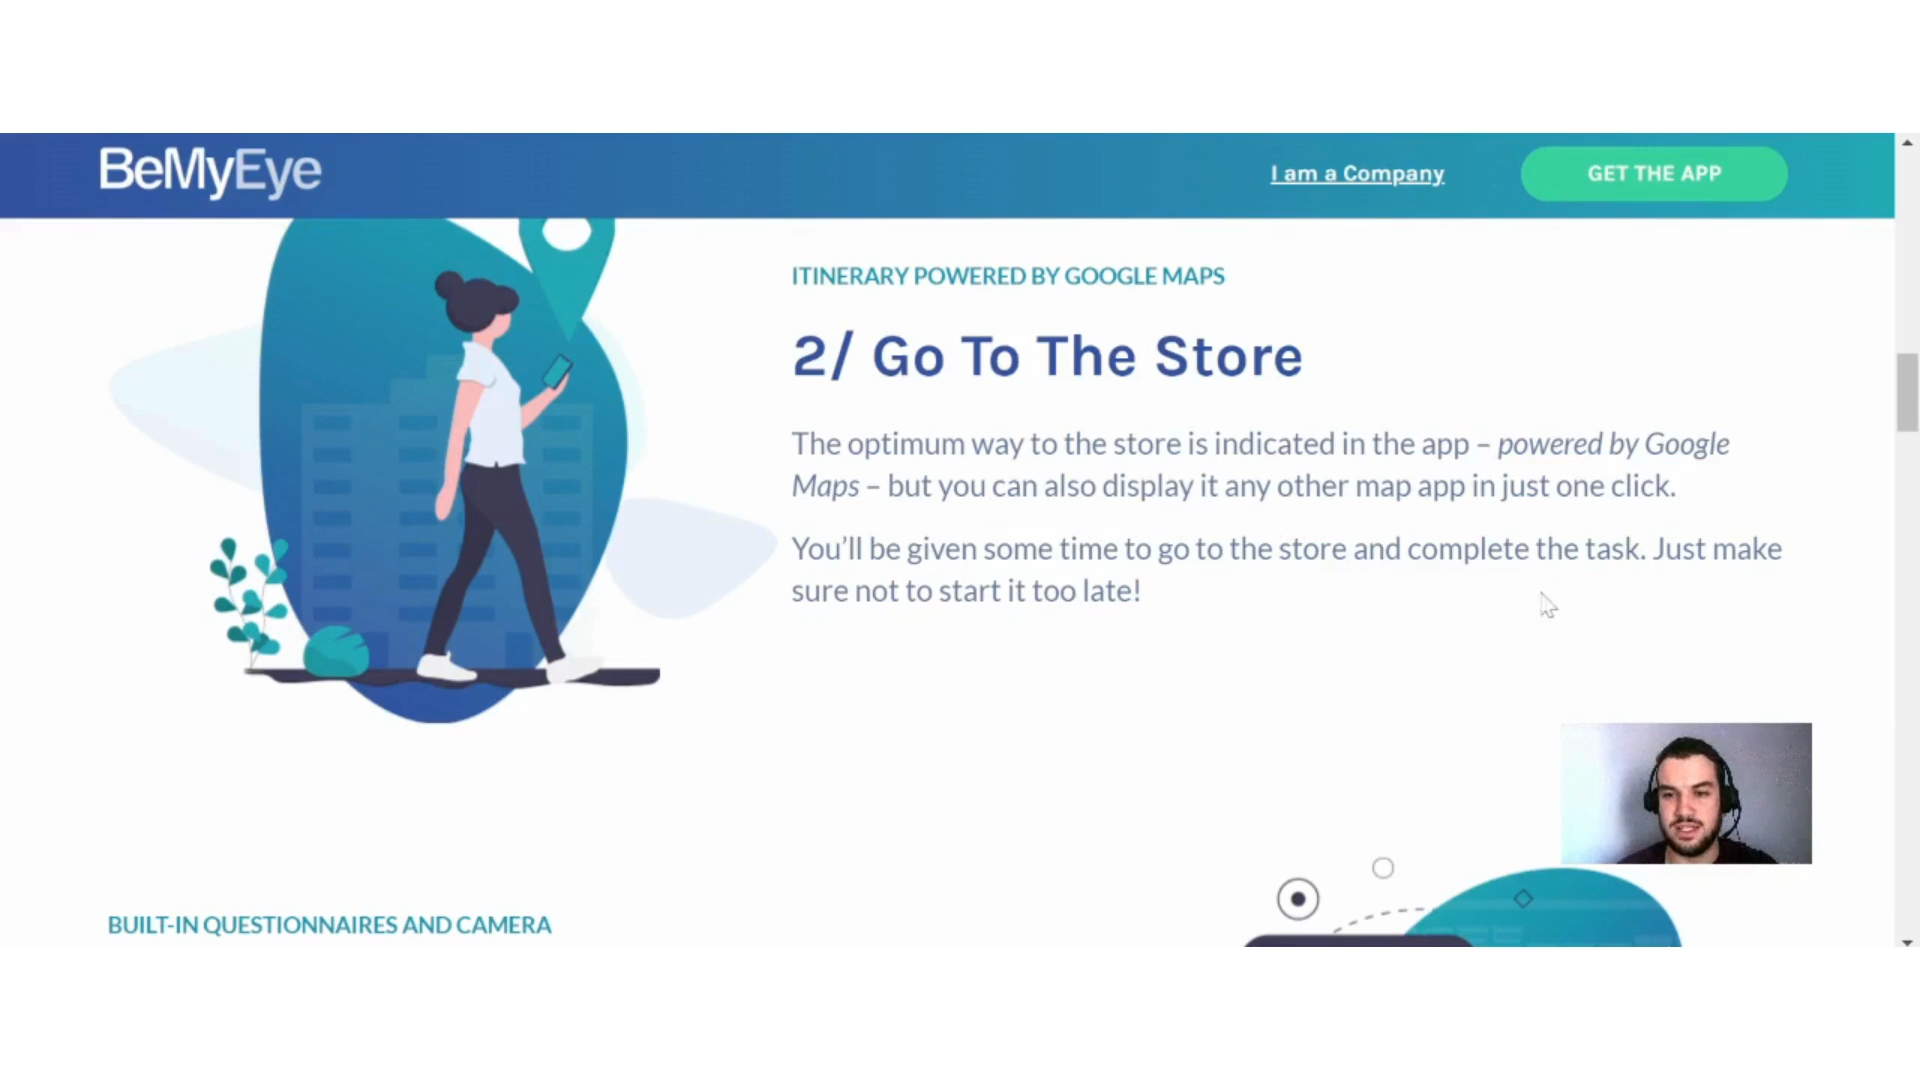 BeMyEye
I am a Company
GET THE APP
ITINERARY POWERED BY GOOGLE MAPS
2/ Go To The Store
The optimum way to the store is indicated in the app – powered by Google
Maps – but you can also display it any other map app in just one click.
You’ll be given some time to go to the store and complete the task. Just make
sure not to start it too late!
BUILT-IN QUESTIONNAIRES AND CAMERA